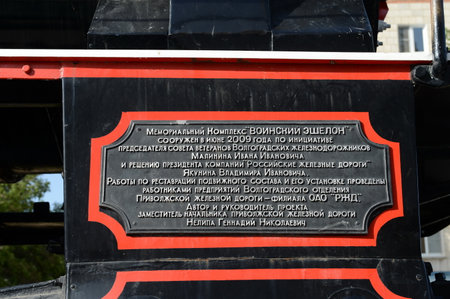 "Мемориальный Комплекс "ВОИНСКИЙ ЭШЕЛОН"
сооружен в июне 2009 года по инициативе
председателя совета ветеранов Волгоградских железнодорожников
Малинина Ивана Ивановича
и решению президента компании "Российские железные дороги"
Якунина Владимира Ивановича
Работы по реставрации подвижного состава и его установке проведены
работниками предприятий Волгоградского отделения
Приволжской железной дороги – филиала ОАО "РЖД"
Автор и руководитель проекта
заместитель начальника Приволжской железной дороги
Нелипа Геннадий Николаевич